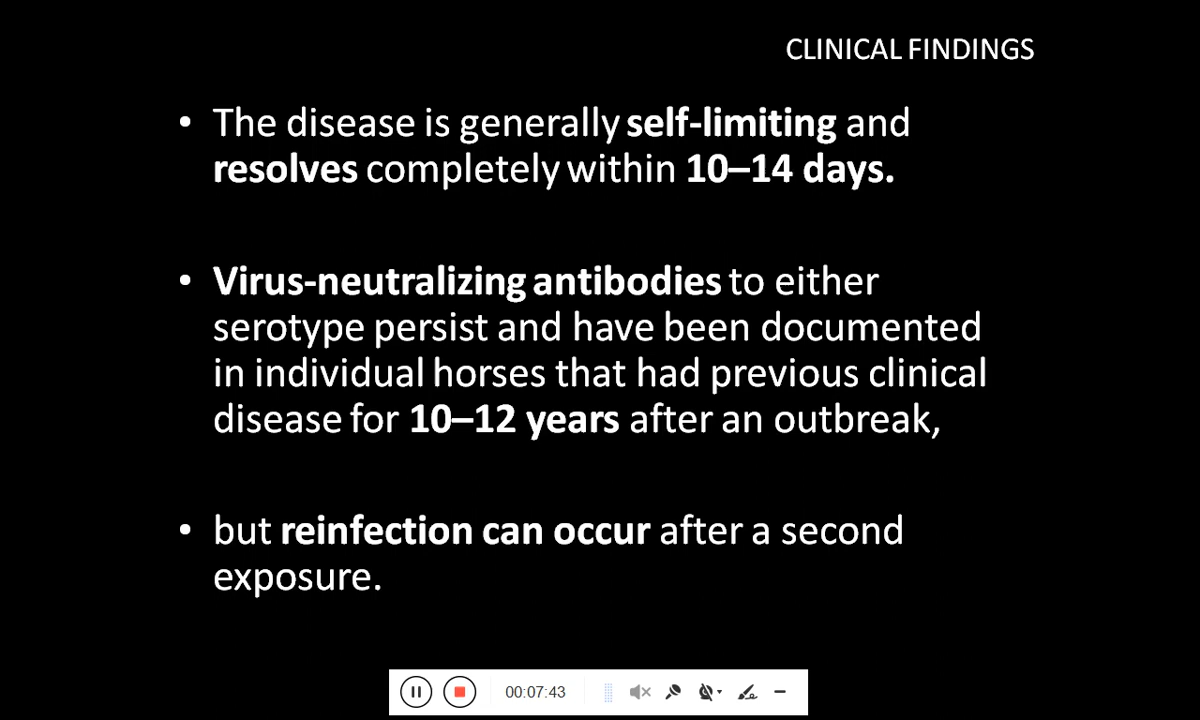 CLINICAL FINDINGS
• The disease is generally self-limiting and
resolves completely within 10–14 days.
• Virus-neutralizing antibodies to either
serotype persist and have been documented
in individual horses that had previous clinical
disease for 10–12 years after an outbreak,
• but reinfection can occur after a second
exposure.
00:07:43